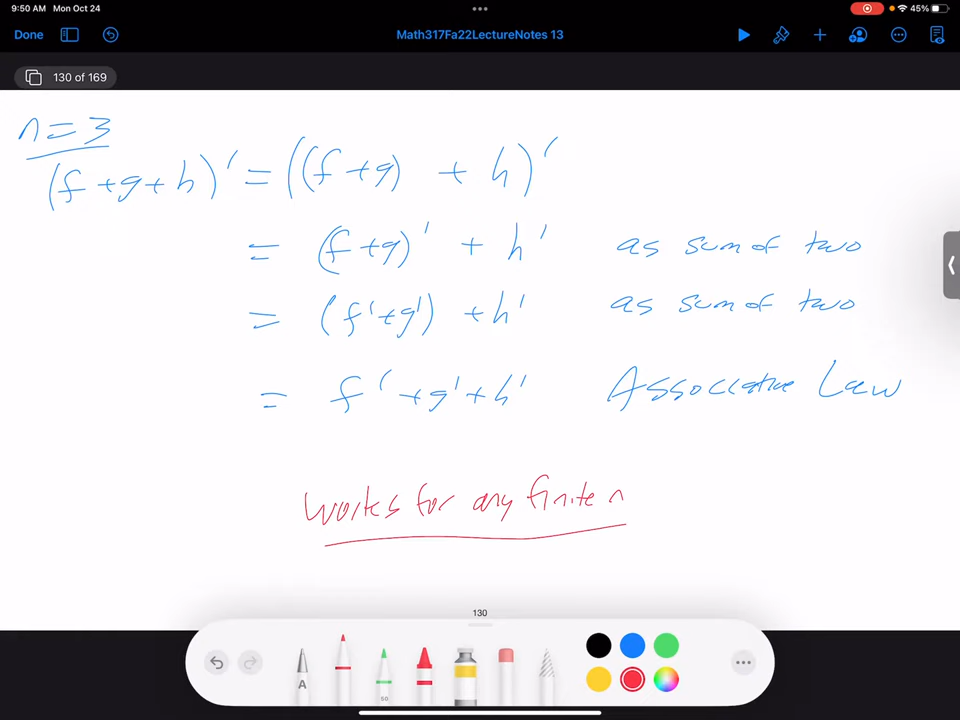 9:50 AM Mon Oct 24
45%
Done
Math317Fa22LectureNotes 13
130 of 169
n=3
(f+g+h)' = ((f+g) + h)'
= (f+g)' + h' as sum of two
= (f'+g') + h' as sum of two
= f'+g'+h' Associative Law
works for any finite n
130
A
50